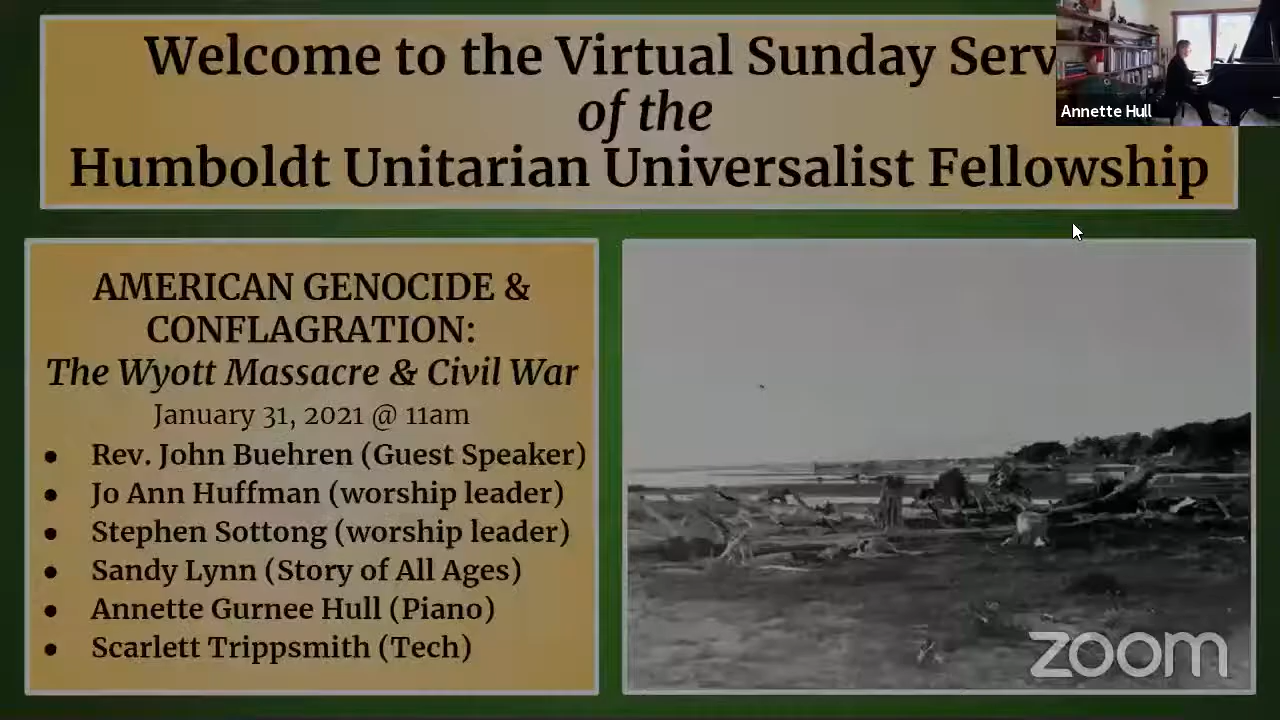 Welcome to the Virtual Sunday Serv
of the
Humboldt Unitarian Universalist Fellowship
Annette Hull
AMERICAN GENOCIDE &
CONFLAGRATION:
The Wyott Massacre & Civil War
January 31, 2021 @ 11am
● Rev. John Buehren (Guest Speaker)
● Jo Ann Huffman (worship leader)
● Stephen Sottong (worship leader)
● Sandy Lynn (Story of All Ages)
● Annette Gurnee Hull (Piano)
● Scarlett Trippsmith (Tech)
zoom